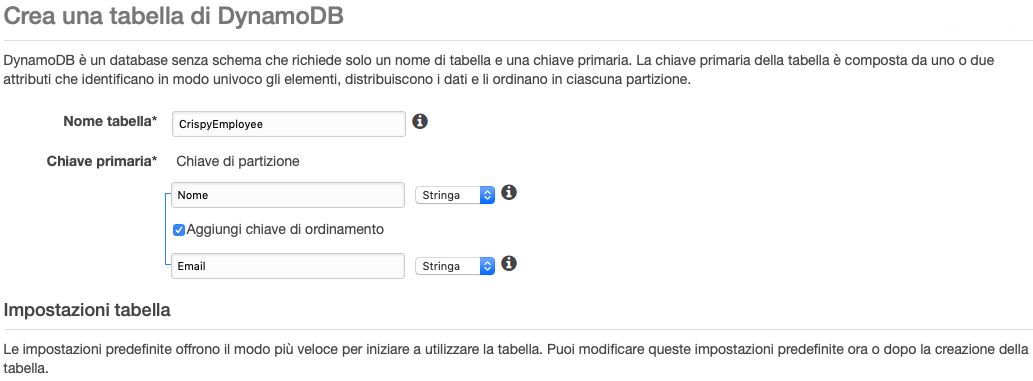 Crea una tabella di DynamoDB
DynamoDB è un database senza schema che richiede solo un nome di tabella e una chiave primaria. La chiave primaria della tabella è composta da uno o due
attributi che identificano in modo univoco gli elementi, distribuiscono i dati e li ordinano in ciascuna partizione.
Nome tabella* CrispyEmployee
Chiave primaria* Chiave di partizione
Nome Stringa
Aggiungi chiave di ordinamento
Email Stringa
Impostazioni tabella
Le impostazioni predefinite offrono il modo più veloce per iniziare a utilizzare la tabella. Puoi modificare queste impostazioni predefinite ora o dopo la creazione della
tabella.